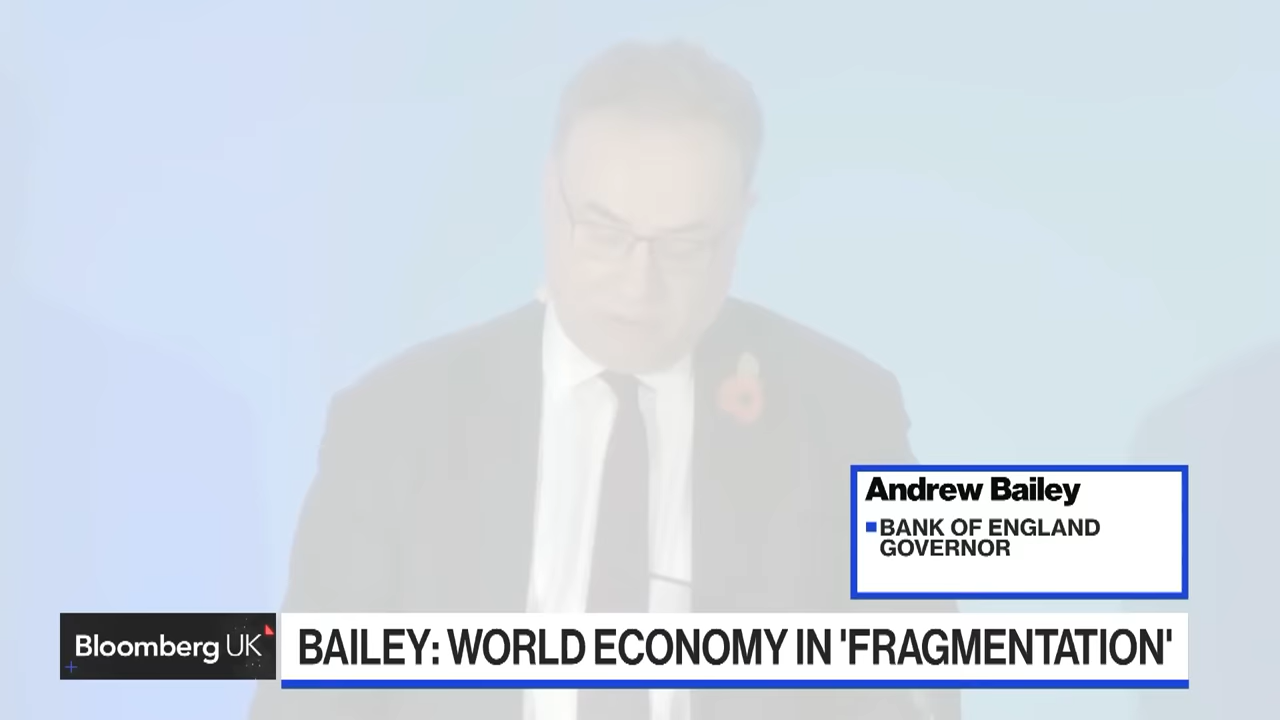 Andrew Bailey
BANK OF ENGLAND
GOVERNOR
Bloomberg UK
BAILEY: WORLD ECONOMY IN 'FRAGMENTATION'